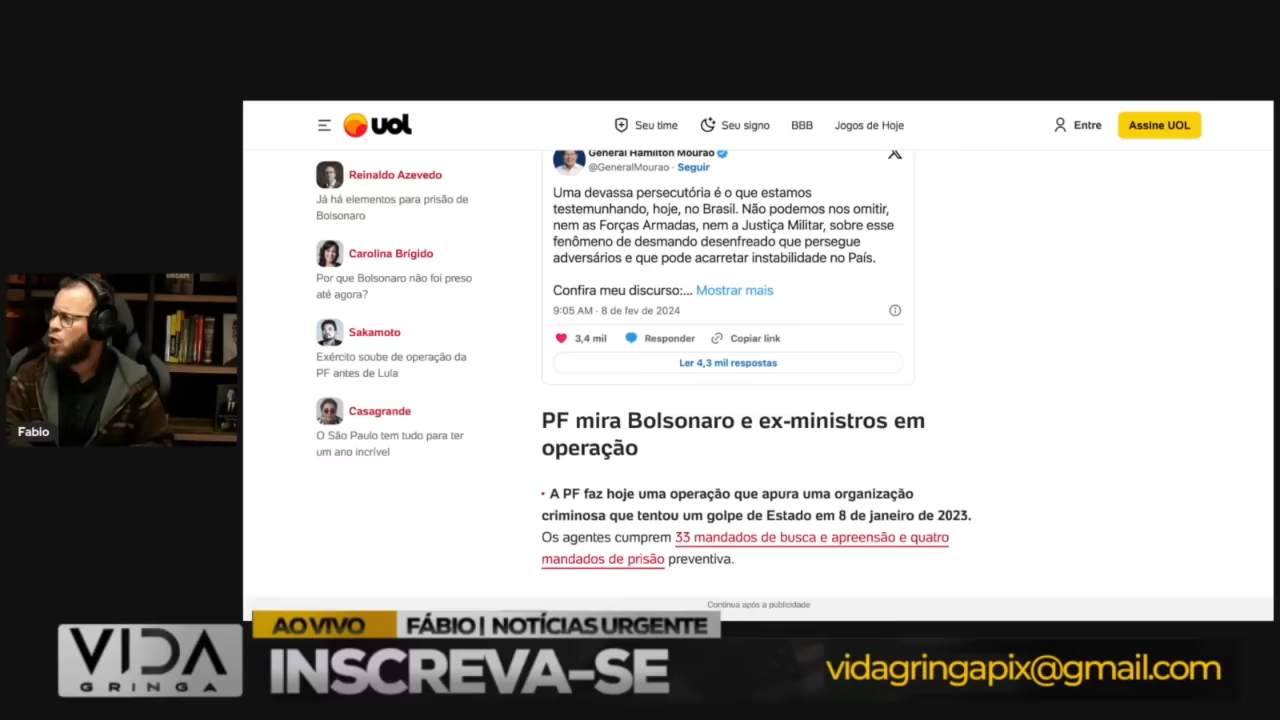 uol
Seu time
Seu signo
BBB
Jogos de Hoje
Entre
Assine UOL
Reinaldo Azevedo
Já há elementos para prisão de
Bolsonaro
Carolina Brígido
Por que Bolsonaro não foi preso
até agora?
Sakamoto
Exército soube de operação da
PF antes de Lula
Casagrande
O São Paulo tem tudo para ter
um ano incrível
General Hamilton Mourão
@GeneralMourao · Seguir
Uma devassa persecutória é o que estamos
testemunhando, hoje, no Brasil. Não podemos nos omitir,
nem as Forças Armadas, nem a Justiça Militar, sobre esse
fenômeno de desmando desenfreado que persegue
adversários e que pode acarretar instabilidade no País.
Confira meu discurso:... Mostrar mais
9:05 AM · 8 de fev de 2024
3,4 mil
Responder
Copiar link
Ler 4,3 mil respostas
PF mira Bolsonaro e ex-ministros em
operação
· A PF faz hoje uma operação que apura uma organização
criminosa que tentou um golpe de Estado em 8 de janeiro de 2023.
Os agentes cumprem 33 mandados de busca e apreensão e quatro
mandados de prisão preventiva.
Continua após a publicidade
Fabio
AO VIVO
FÁBIO | NOTÍCIAS URGENTE
VIDA
GRINGA
INSCREVA-SE
vidagringapix@gmail.com